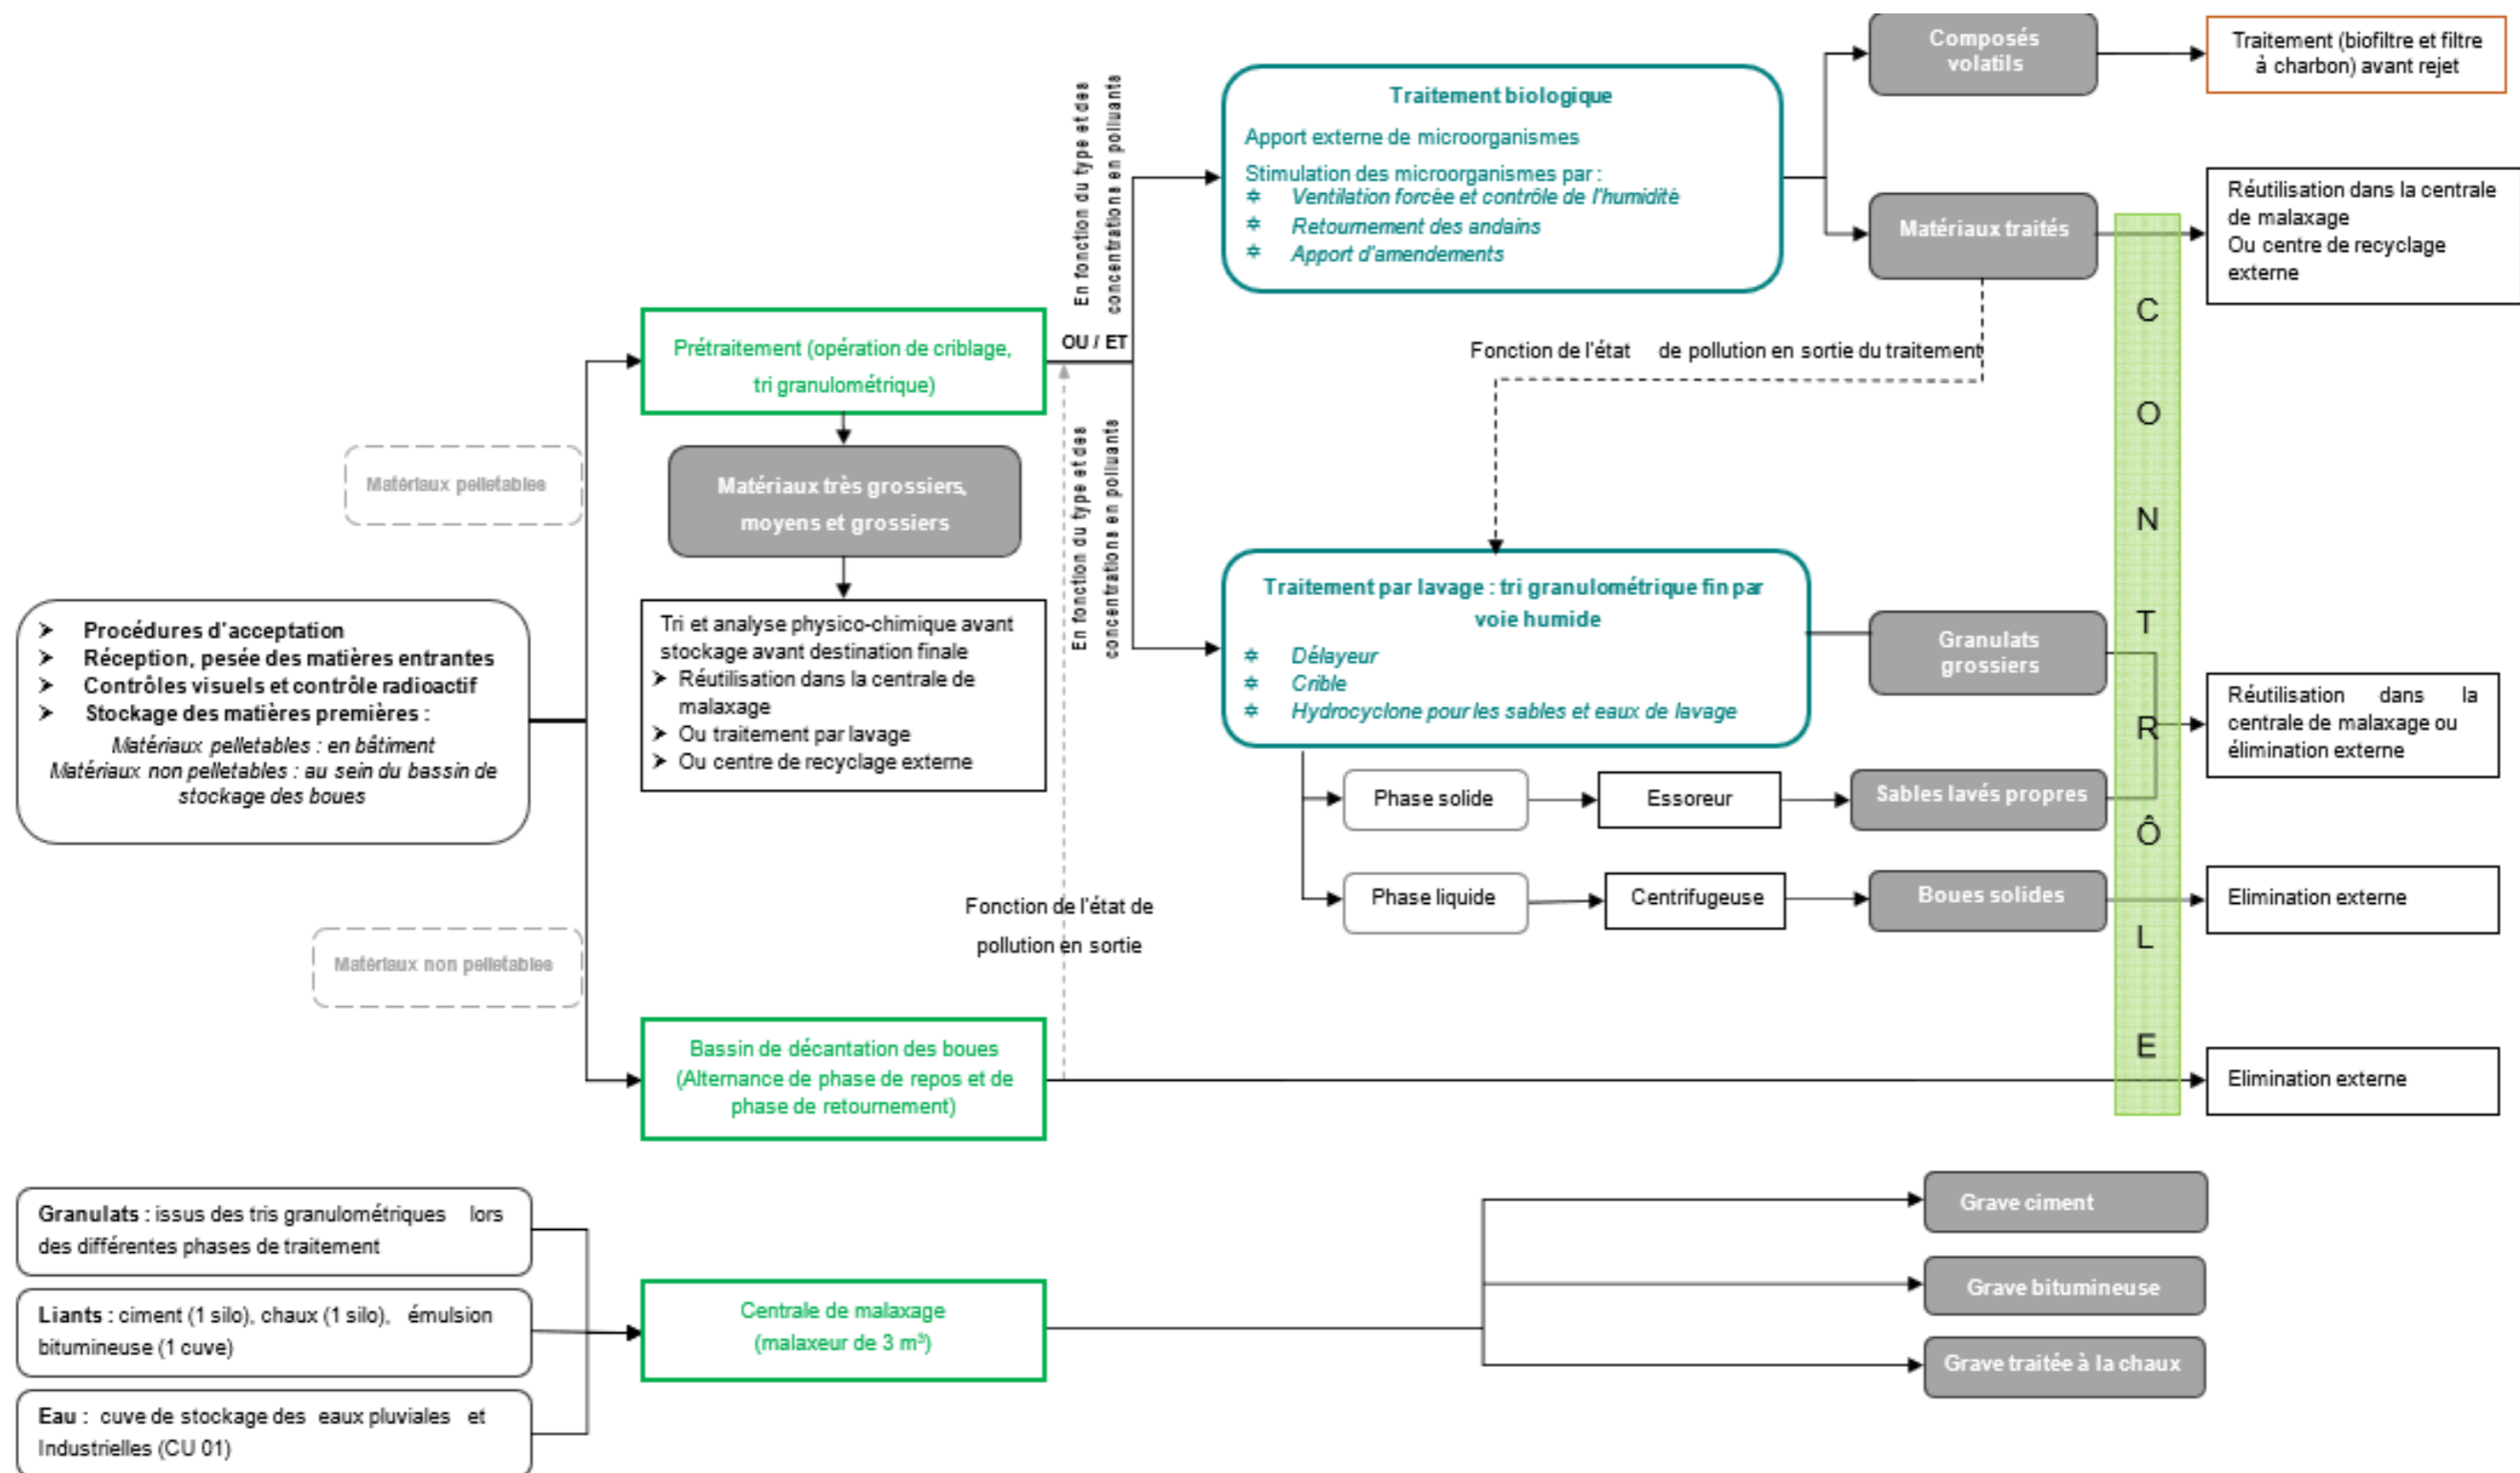 Composés
volatils
Traitement (biofiltre et filtre
à charbon) avant rejet
En fonction du type et des
concentrations en polluants
Traitement biologique
Apport externe de microorganismes
Stimulation des microorganismes par :
Ventilation forcée et contrôle de l'humidité
Retournement des andains
Apport d'amendements
Matériaux traités
Réutilisation dans la centrale
de malaxage
Ou centre de recyclage
externe
Prétraitement (opération de criblage,
tri granulométrique)
OU / ET
Fonction de l'état de pollution en sortie du traitement
CONTRÔLE
Matériaux pelletables
Matériaux très grossiers,
moyens et grossiers
En fonction du type et des
concentrations en polluants
➤ Procédures d'acceptation
➤ Réception, pesée des matières entrantes
➤ Contrôles visuels et contrôle radioactif
➤ Stockage des matières premières :
Matériaux pelletables : en bâtiment
Matériaux non pelletables : au sein du bassin de
stockage des boues
Tri et analyse physico-chimique avant
stockage avant destination finale
➤ Réutilisation dans la centrale de
malaxage
➤ Ou traitement par lavage
➤ Ou centre de recyclage externe
Traitement par lavage : tri granulométrique fin par
voie humide
Délayeur
Crible
Hydrocyclone pour les sables et eaux de lavage
Granulats
grossiers
Réutilisation dans la
centrale de malaxage ou
élimination externe
Phase solide
Essoreur
Sables lavés propres
Phase liquide
Centrifugeuse
Boues solides
Elimination externe
Fonction de l'état de
pollution en sortie
Matériaux non pelletables
Bassin de décantation des boues
(Alternance de phase de repos et de
phase de retournement)
Elimination externe
Granulats : issus des tris granulométriques lors
des différentes phases de traitement
Liants : ciment (1 silo), chaux (1 silo), émulsion
bitumineuse (1 cuve)
Eau : cuve de stockage des eaux pluviales et
Industrielles (CU 01)
Centrale de malaxage
(malaxeur de 3 m³)
Grave ciment
Grave bitumineuse
Grave traitée à la chaux